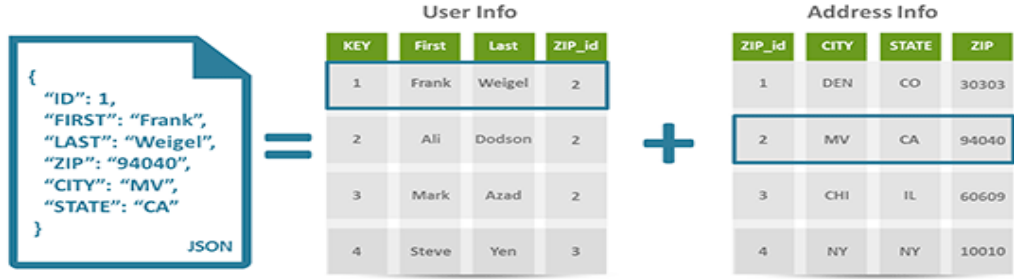 User Info
Address Info
{
"ID": 1,
"FIRST": "Frank",
"LAST": "Weigel",
"ZIP": "94040",
"CITY": "MV",
"STATE": "CA"
}
JSON
=
KEY First Last ZIP_id
1 Frank Weigel 2
2 Ali Dodson 2
3 Mark Azad 2
4 Steve Yen 3
+
ZIP_id CITY STATE ZIP
1 DEN CO 30303
2 MV CA 94040
3 CHI IL 60609
4 NY NY 10010